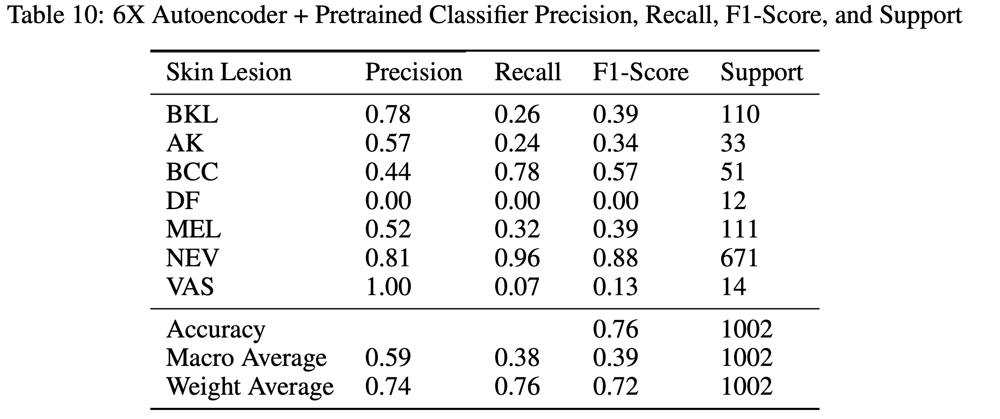 Table 10: 6X Autoencoder + Pretrained Classifier Precision, Recall, F1-Score, and Support
Skin Lesion Precision Recall F1-Score Support
BKL 0.78 0.26 0.39 110
AK 0.57 0.24 0.34 33
BCC 0.44 0.78 0.57 51
DF 0.00 0.00 0.00 12
MEL 0.52 0.32 0.39 111
NEV 0.81 0.96 0.88 671
VAS 1.00 0.07 0.13 14
Accuracy 0.76 1002
Macro Average 0.59 0.38 0.39 1002
Weight Average 0.74 0.76 0.72 1002